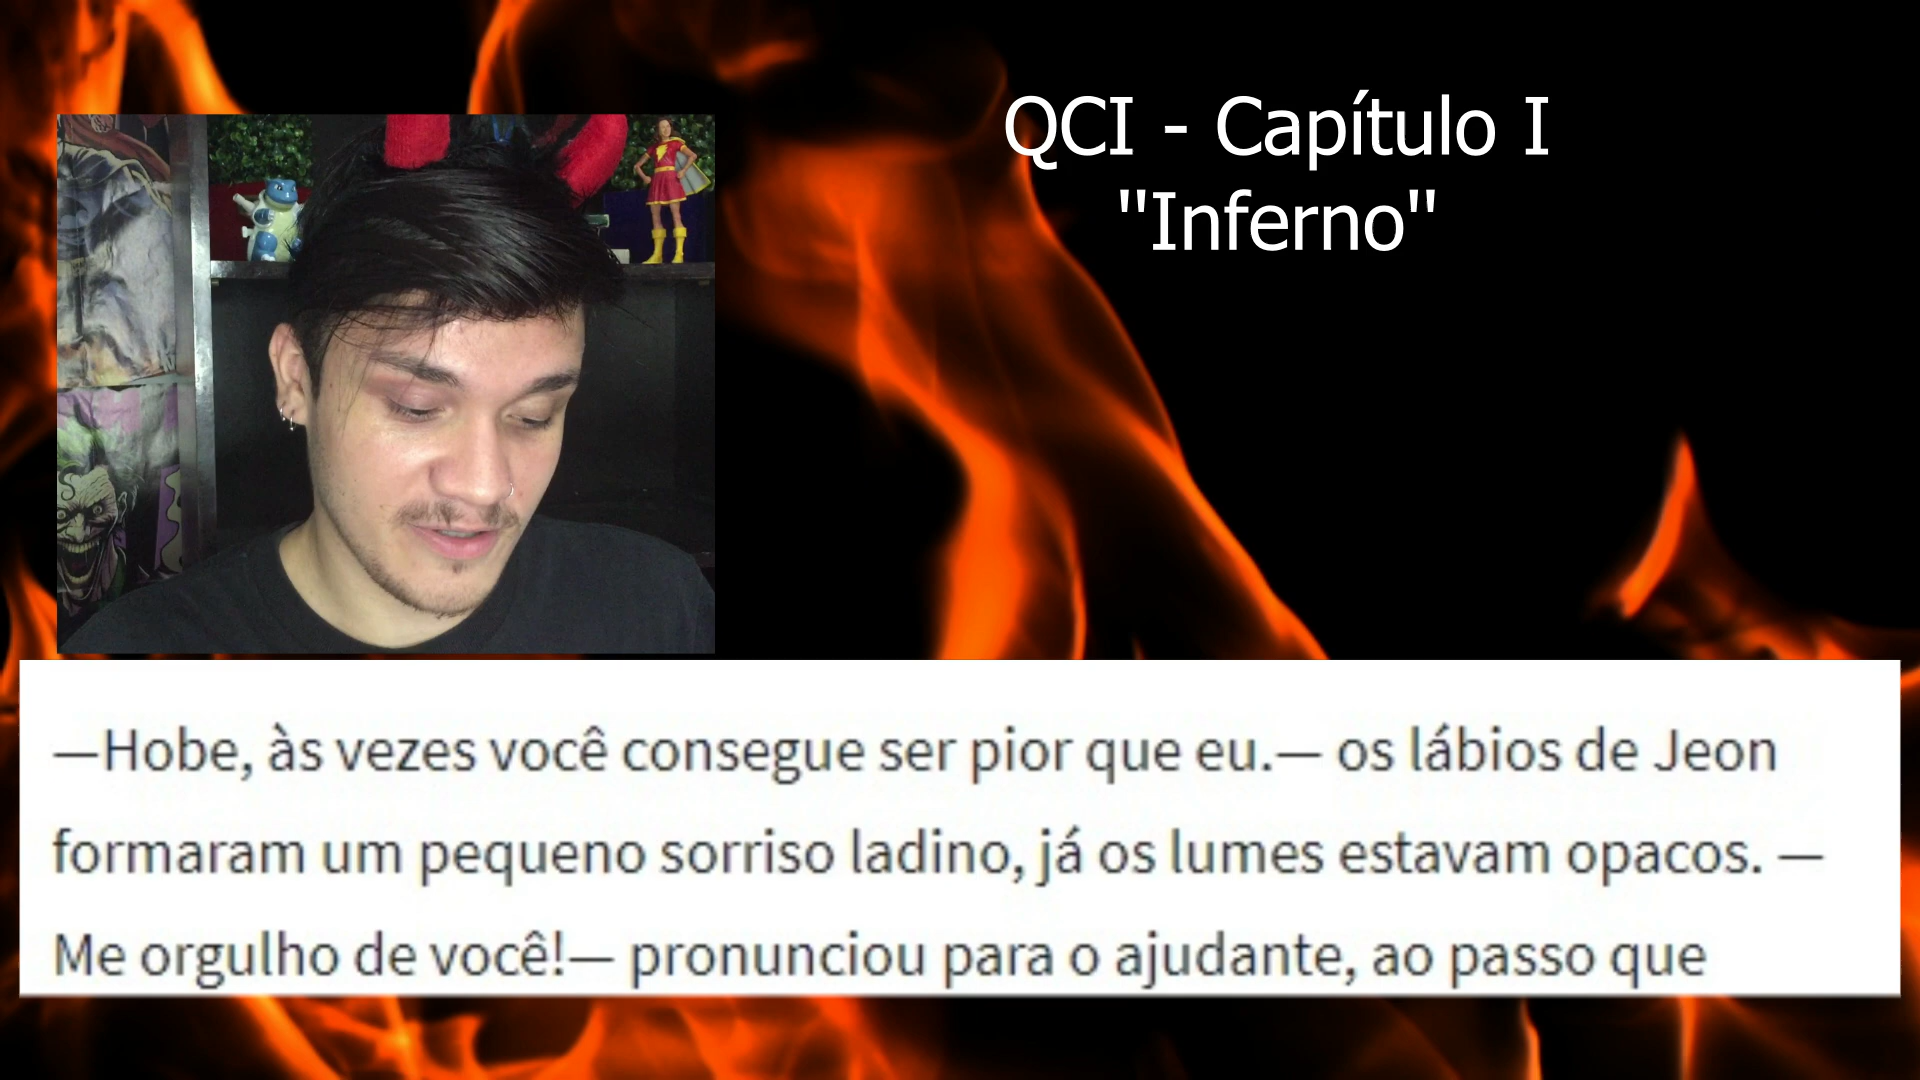 QCI - Capítulo I
"Inferno"
—Hobe, às vezes você consegue ser pior que eu.— os lábios de Jeon
formaram um pequeno sorriso ladino, já os lumes estavam opacos. —
Me orgulho de você!— pronunciou para o ajudante, ao passo que